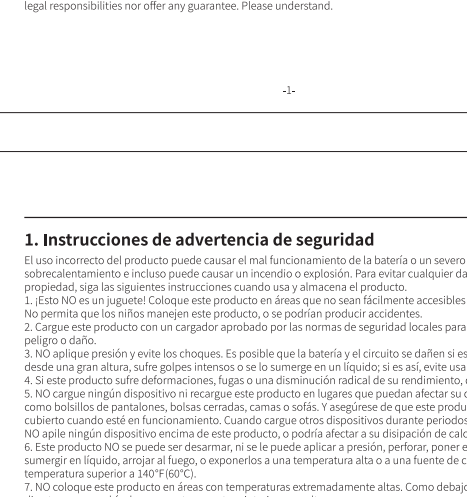 legal responsibilities nor offer any guarantee. Please understand.
-1-
1. Instrucciones de advertencia de seguridad
El uso incorrecto del producto puede causar el mal funcionamiento de la batería o un severo
sobrecalentamiento e incluso puede causar un incendio o explosión. Para evitar cualquier da
propiedad, siga las siguientes instrucciones cuando usa y almacena el producto.
1. ¡Esto NO es un juguete! Coloque este producto en áreas que no sean fácilmente accesibles
No permita que los niños manejen este producto, o se podrían producir accidentes.
2. Cargue este producto con un cargador aprobado por las normas de seguridad locales para
peligro o daño.
3. NO aplique presión y evite los choques. Es posible que la batería y el circuito se dañen si es
desde una gran altura, sufre golpes intensos o se lo sumerge en un líquido; si es así, evite usa
4. Si este producto sufre deformaciones, fugas o una disminución radical de su rendimiento,
5. NO cargue ningún dispositivo ni recargue este producto en lugares que puedan afectar su
como bolsillos de pantalones, bolsas cerradas, camas o sofás. Y asegúrese de que este produ
cubierto cuando esté en funcionamiento. Cuando cargue otros dispositivos durante periodos
NO apile ningún dispositivo encima de este producto, o podría afectar a su disipación de calo
6. Este producto NO se puede ser desarmar, ni se le puede aplicar a presión, perforar, poner e
sumergir en líquido, arrojar al fuego, o exponerlos a una temperatura alta o a una fuente de c
temperatura superior a 140°F(60°C).
7. NO coloque este producto en áreas con temperaturas extremadamente altas. Como debajo